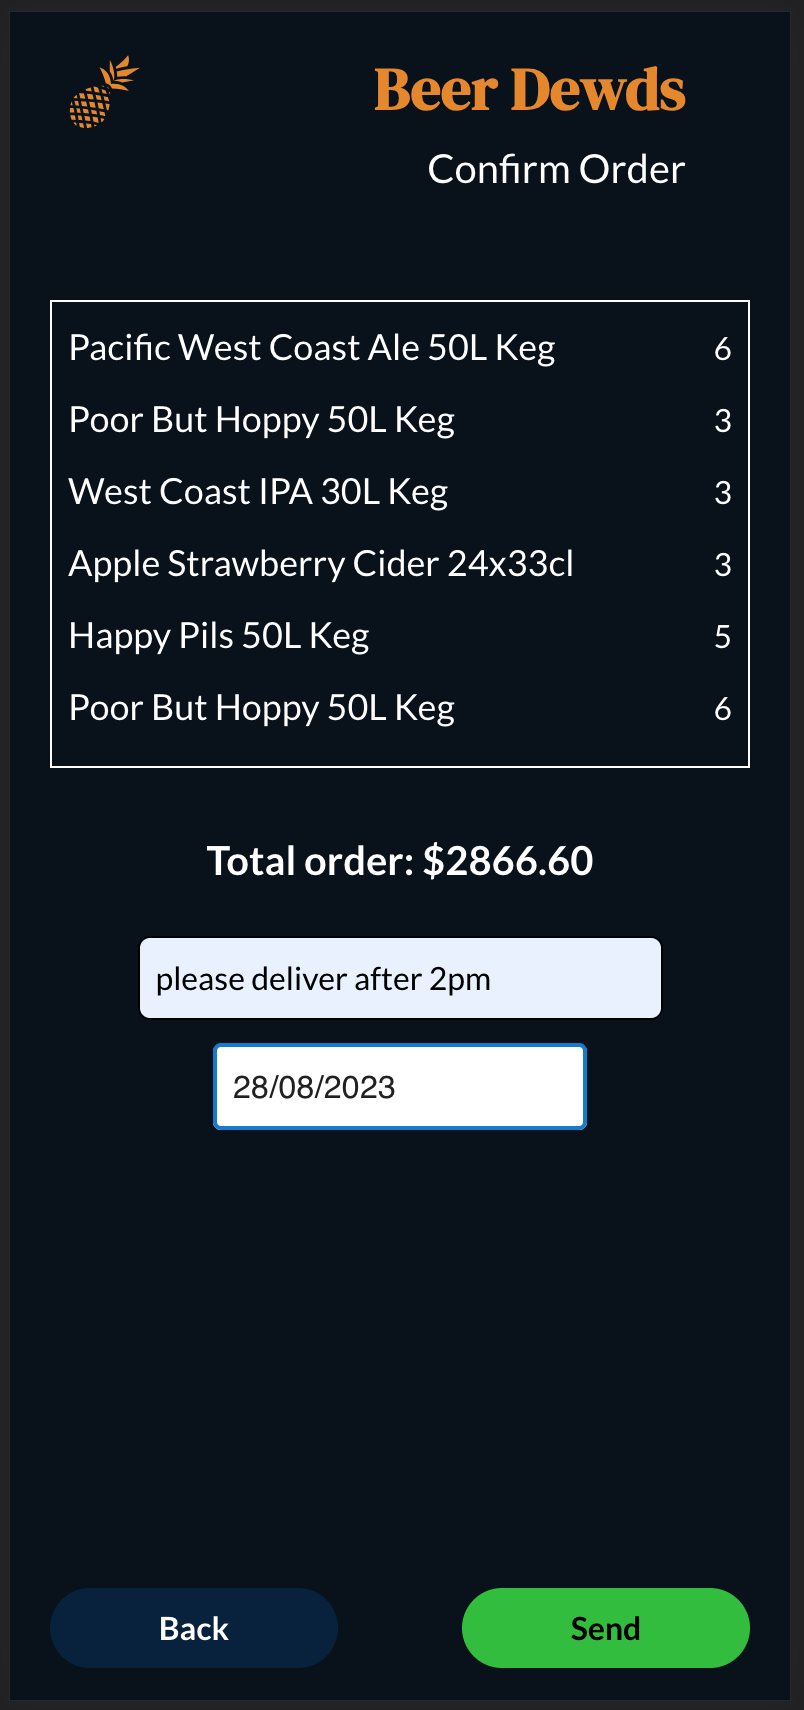 Beer Dewds
Confirm Order
Pacific West Coast Ale 50L Keg 6
Poor But Hoppy 50L Keg 3
West Coast IPA 30L Keg 3
Apple Strawberry Cider 24x33cl 3
Happy Pils 50L Keg 5
Poor But Hoppy 50L Keg 6
Total order: $2866.60
please deliver after 2pm
28/08/2023
Back Send